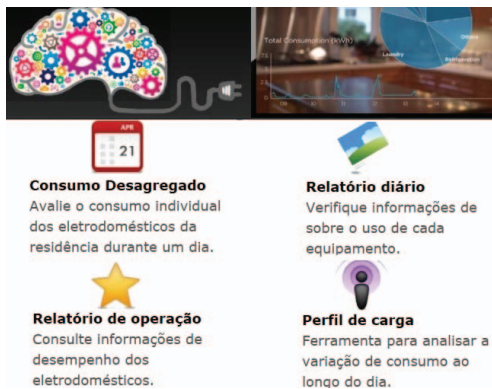 Total Consumption (kWh)
Laundry
Refrigeration
APR
21
Consumo Desagregado
Avalie o consumo individual
dos eletrodomésticos da
residência durante um dia.
Relatório diário
Verifique informações de
sobre o uso de cada
equipamento.
Relatório de operação
Consulte informações de
desempenho dos
eletrodomésticos.
Perfil de carga
Ferramenta para analisar a
variação de consumo ao
longo do dia.